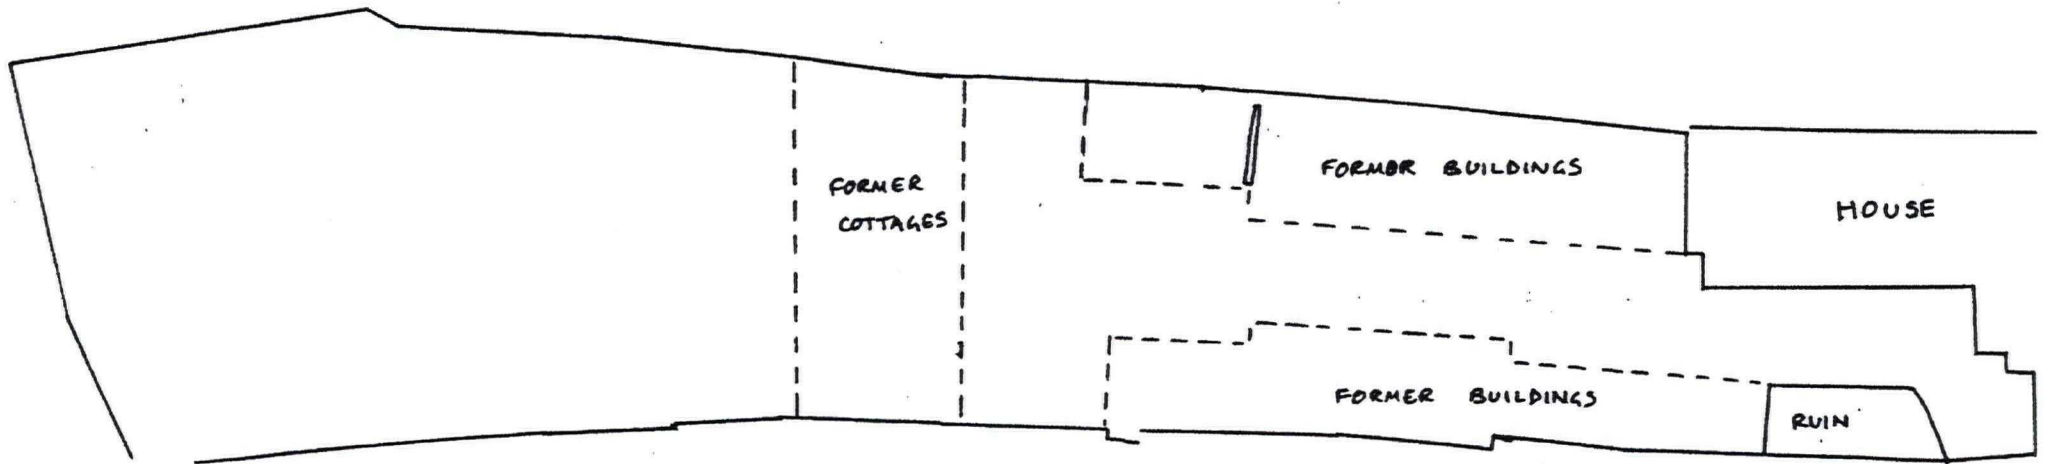 FORMER
COTTAGES
FORMER BUILDINGS
HOUSE
FORMER BUILDINGS
RUIN